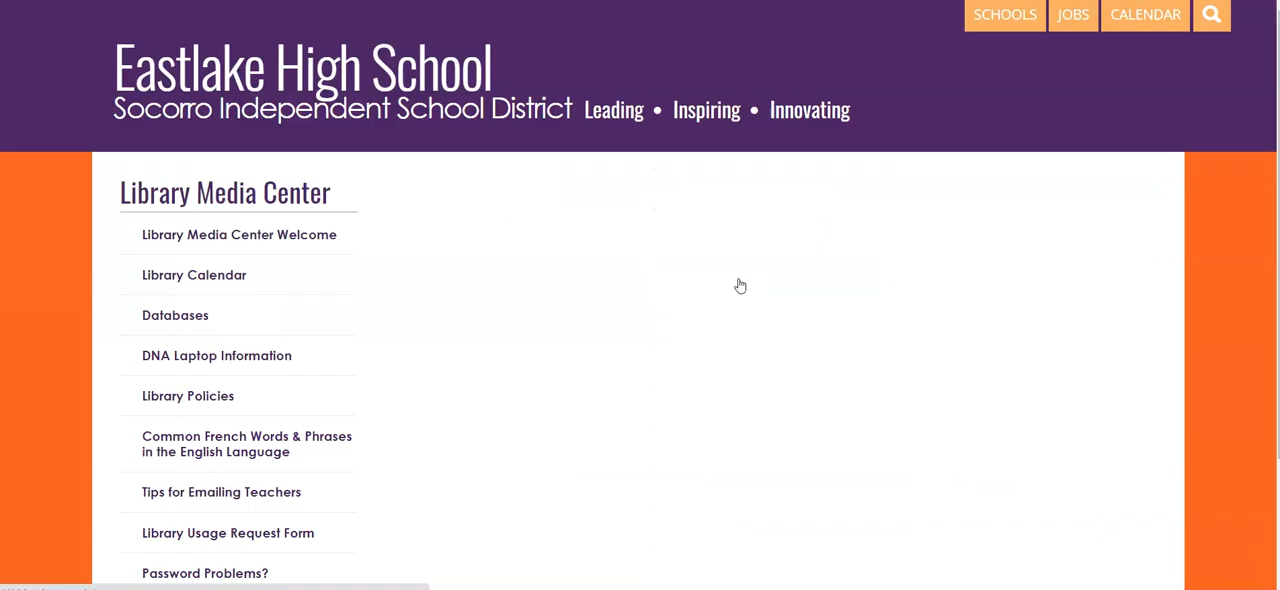 SCHOOLS
JOBS
CALENDAR
Eastlake High School
Socorro Independent School District Leading • Inspiring • Innovating
Library Media Center
Library Media Center Welcome
Library Calendar
Databases
DNA Laptop Information
Library Policies
Common French Words & Phrases
in the English Language
Tips for Emailing Teachers
Library Usage Request Form
Password Problems?